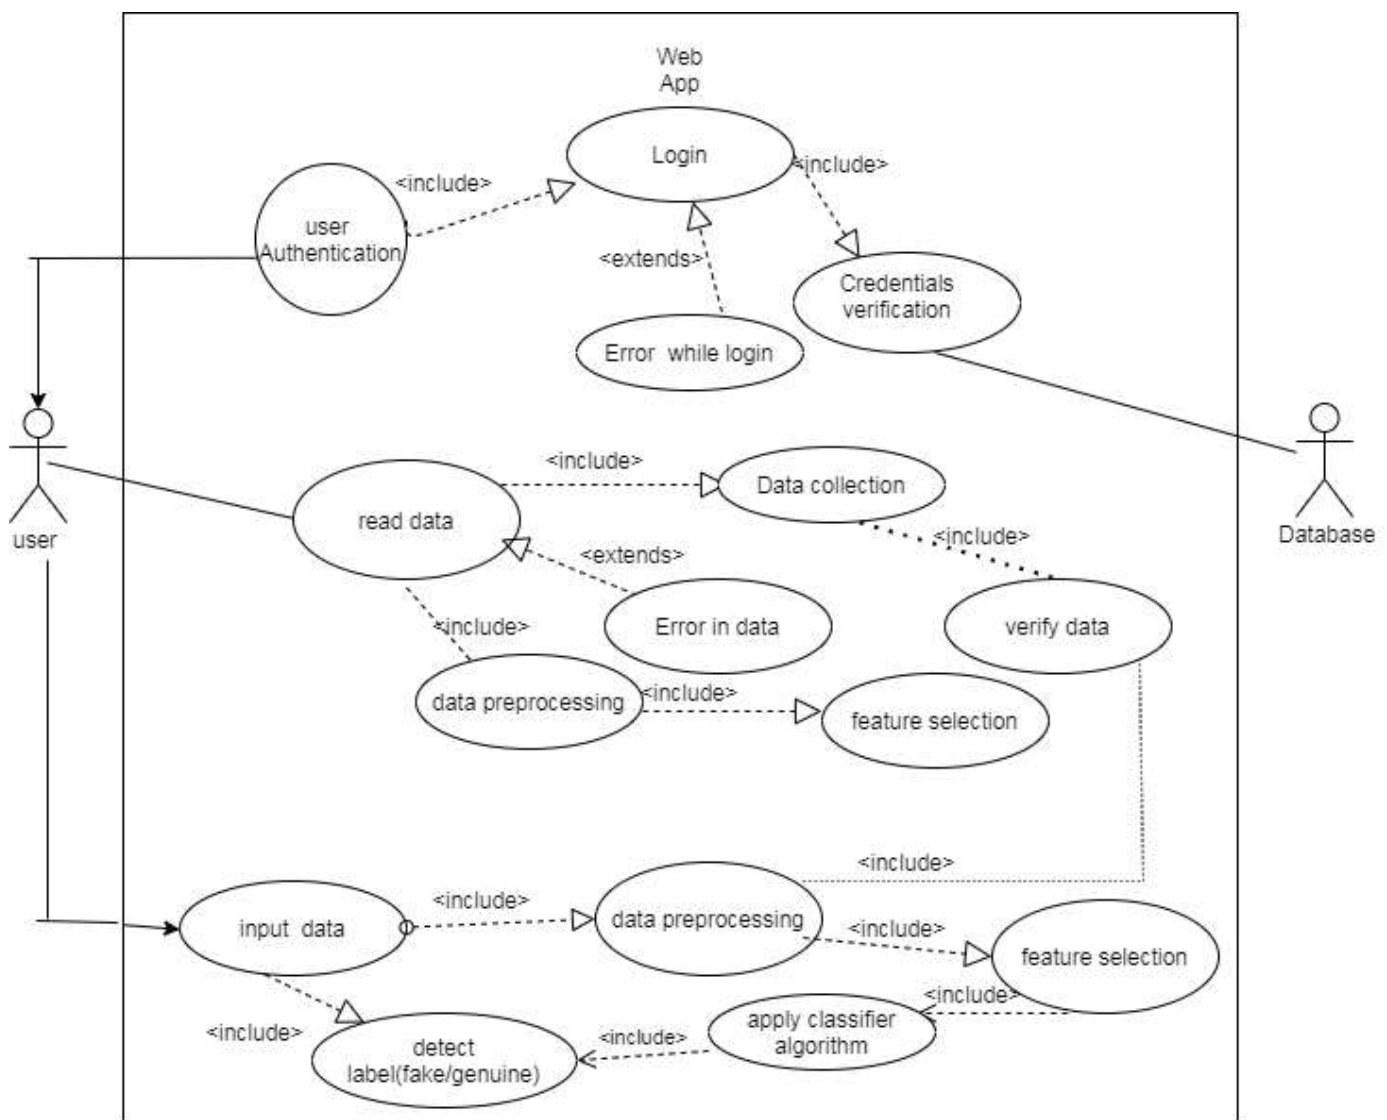 Web
App
Login
<include>
<include>
user
Authentication
<extends>
Credentials
verification
Error while login
<include>
Data collection
read data
<include>
<extends>
user
Database
<include>
Error in data
verify data
data preprocessing
<include>
feature selection
<include>
<include>
data preprocessing
input data
<include>
feature selection
<include>
<include>
apply classifier
algorithm
<include>
detect
label(fake/genuine)